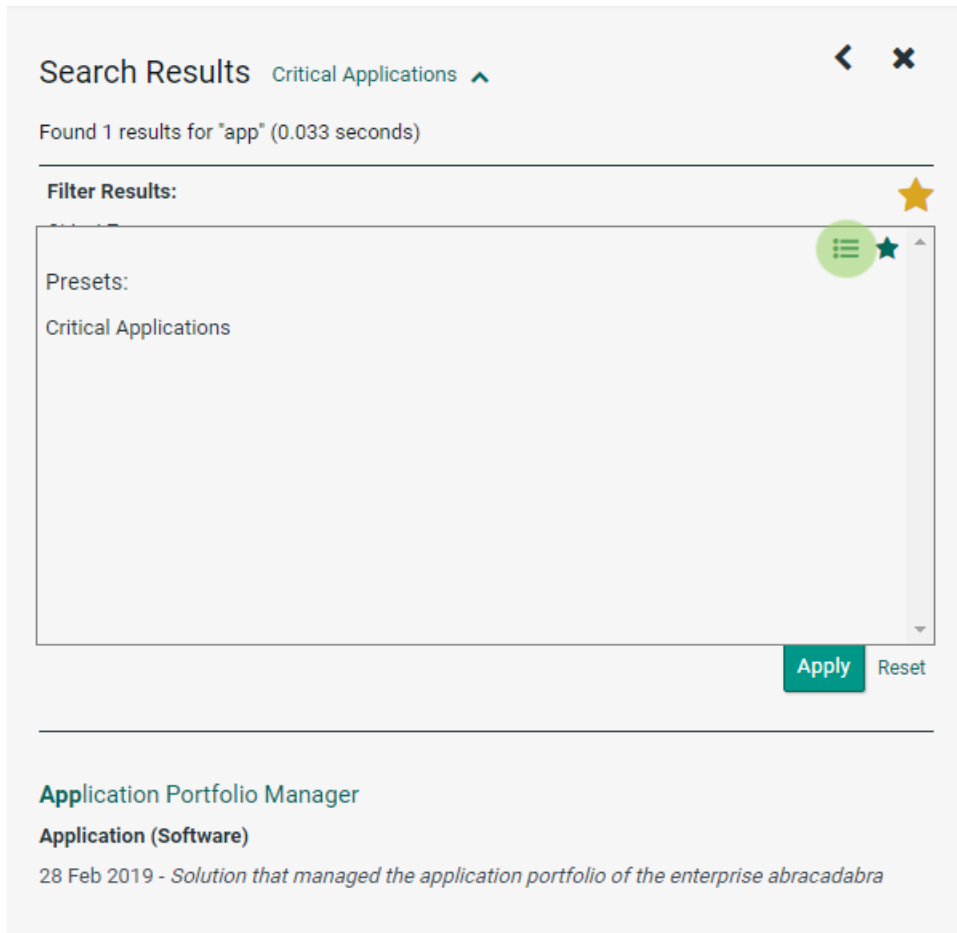 Search Results Critical Applications
Found 1 results for "app" (0.033 seconds)
Filter Results:
Presets:
Critical Applications
Apply Reset
Application Portfolio Manager
Application (Software)
28 Feb 2019 - Solution that managed the application portfolio of the enterprise abracadabra